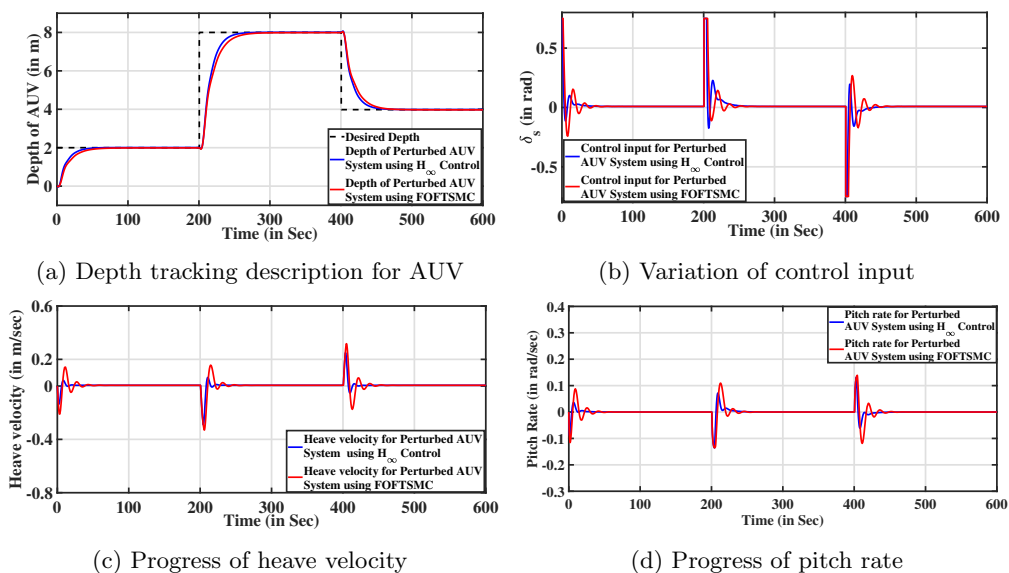 Depth of AUV (in m)
8
6
4
2
0
Desired Depth
Depth of Perturbed AUV
System using H∞ Control
Depth of Perturbed AUV
System using FOFTSMC
0 100 200 300 400 500 600
Time (in Sec)
(a) Depth tracking description for AUV
δs (in rad)
0.5
0
-0.5
Control input for Perturbed
AUV System using H∞ Control
Control input for Perturbed
AUV System using FOFTSMC
0 100 200 300 400 500 600
Time (in Sec)
(b) Variation of control input
Heave velocity (in m/sec)
0.6
0.2
0
-0.4
-0.8
Heave velocity for Perturbed AUV
System using H∞ Control
Heave velocity for Perturbed AUV
System using FOFTSMC
0 100 200 300 400 500 600
Time (in Sec)
(c) Progress of heave velocity
Pitch Rate (in rad/sec)
0.4
0.3
0.2
0.1
0
-0.1
-0.2
-0.3
Pitch rate for Perturbed
AUV System using H∞ Control
Pitch rate for Perturbed
AUV System using FOFTSMC
0 100 200 300 400 500 600
Time (in Sec)
(d) Progress of pitch rate